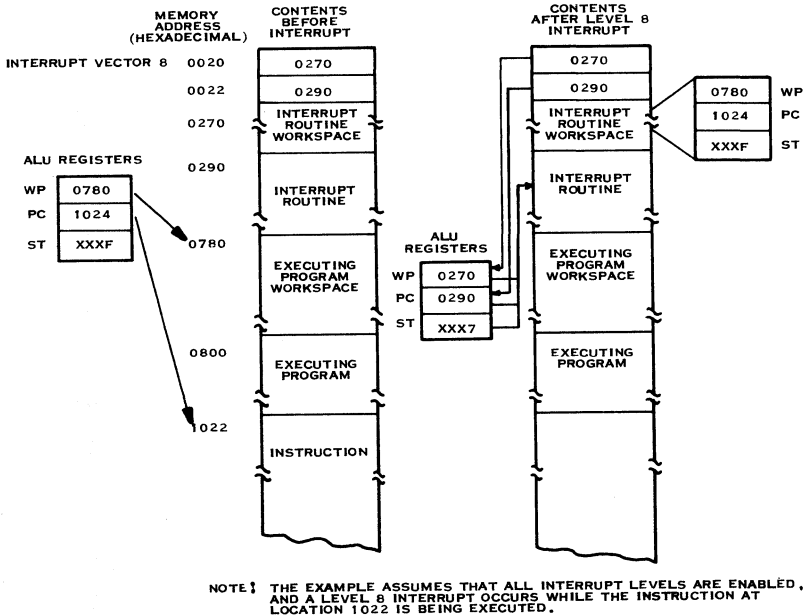 MEMORY
ADDRESS
(HEXADECIMAL)
CONTENTS
BEFORE
INTERRUPT
CONTENTS
AFTER LEVEL 8
INTERRUPT
INTERRUPT VECTOR 8 0020 0270
0022 0290
0270 INTERRUPT
ROUTINE
WORKSPACE
0290 INTERRUPT
ROUTINE
ALU REGISTERS
WP 0780
PC 1024
ST XXXF
0780
EXECUTING
PROGRAM
WORKSPACE
0800
EXECUTING
PROGRAM
1022
INSTRUCTION
0270
0290
INTERRUPT
ROUTINE
WORKSPACE
0780 WP
1024 PC
XXXF ST
INTERRUPT
ROUTINE
ALU
REGISTERS
WP 0270
PC 0290
ST XXX7
EXECUTING
PROGRAM
WORKSPACE
EXECUTING
PROGRAM
NOTE: THE EXAMPLE ASSUMES THAT ALL INTERRUPT LEVELS ARE ENABLED,
AND A LEVEL 8 INTERRUPT OCCURS WHILE THE INSTRUCTION AT
LOCATION 1022 IS BEING EXECUTED.